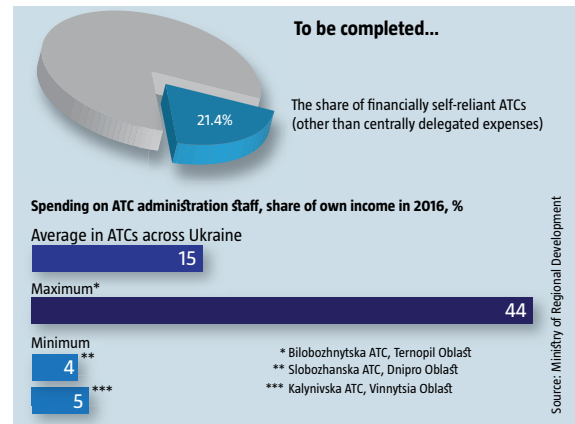 To be completed...
21.4%
The share of financially self-reliant ATCs
(other than centrally delegated expenses)
Spending on ATC administration staff, share of own income in 2016, %
Average in ATCs across Ukraine
15
Maximum*
44
Minimum
4 **
5 ***
* Bilobozhnytska ATC, Ternopil Oblast
** Slobozhanska ATC, Dnipro Oblast
*** Kalynivska ATC, Vinnytsia Oblast
Source: Ministry of Regional Development